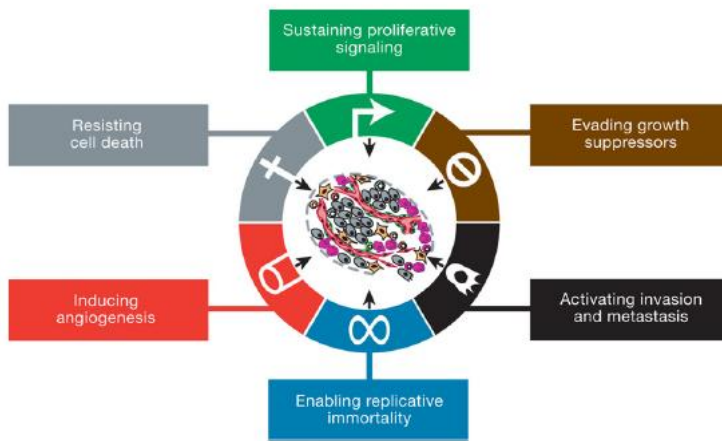 Sustaining proliferative
signaling
Resisting
cell death
Evading growth
suppressors
Inducing
angiogenesis
Activating invasion
and metastasis
Enabling replicative
immortality